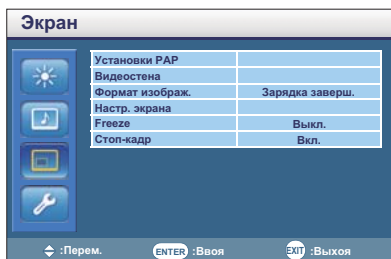 Экран
Установки PAP
Видеостена
Формат изображ. Зарядка заверш.
Настр. экрана
Freeze Выкл.
Стоп-кадр Вкл.
:Перем. ENTER :Ввоя EXIT :Выхоя